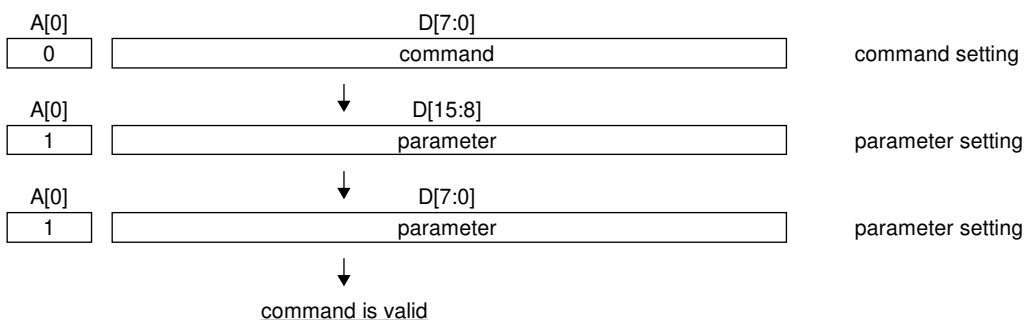 A[0] D[7:0]
0 command command setting
A[0] D[15:8]
1 parameter parameter setting
A[0] D[7:0]
1 parameter parameter setting
command is valid